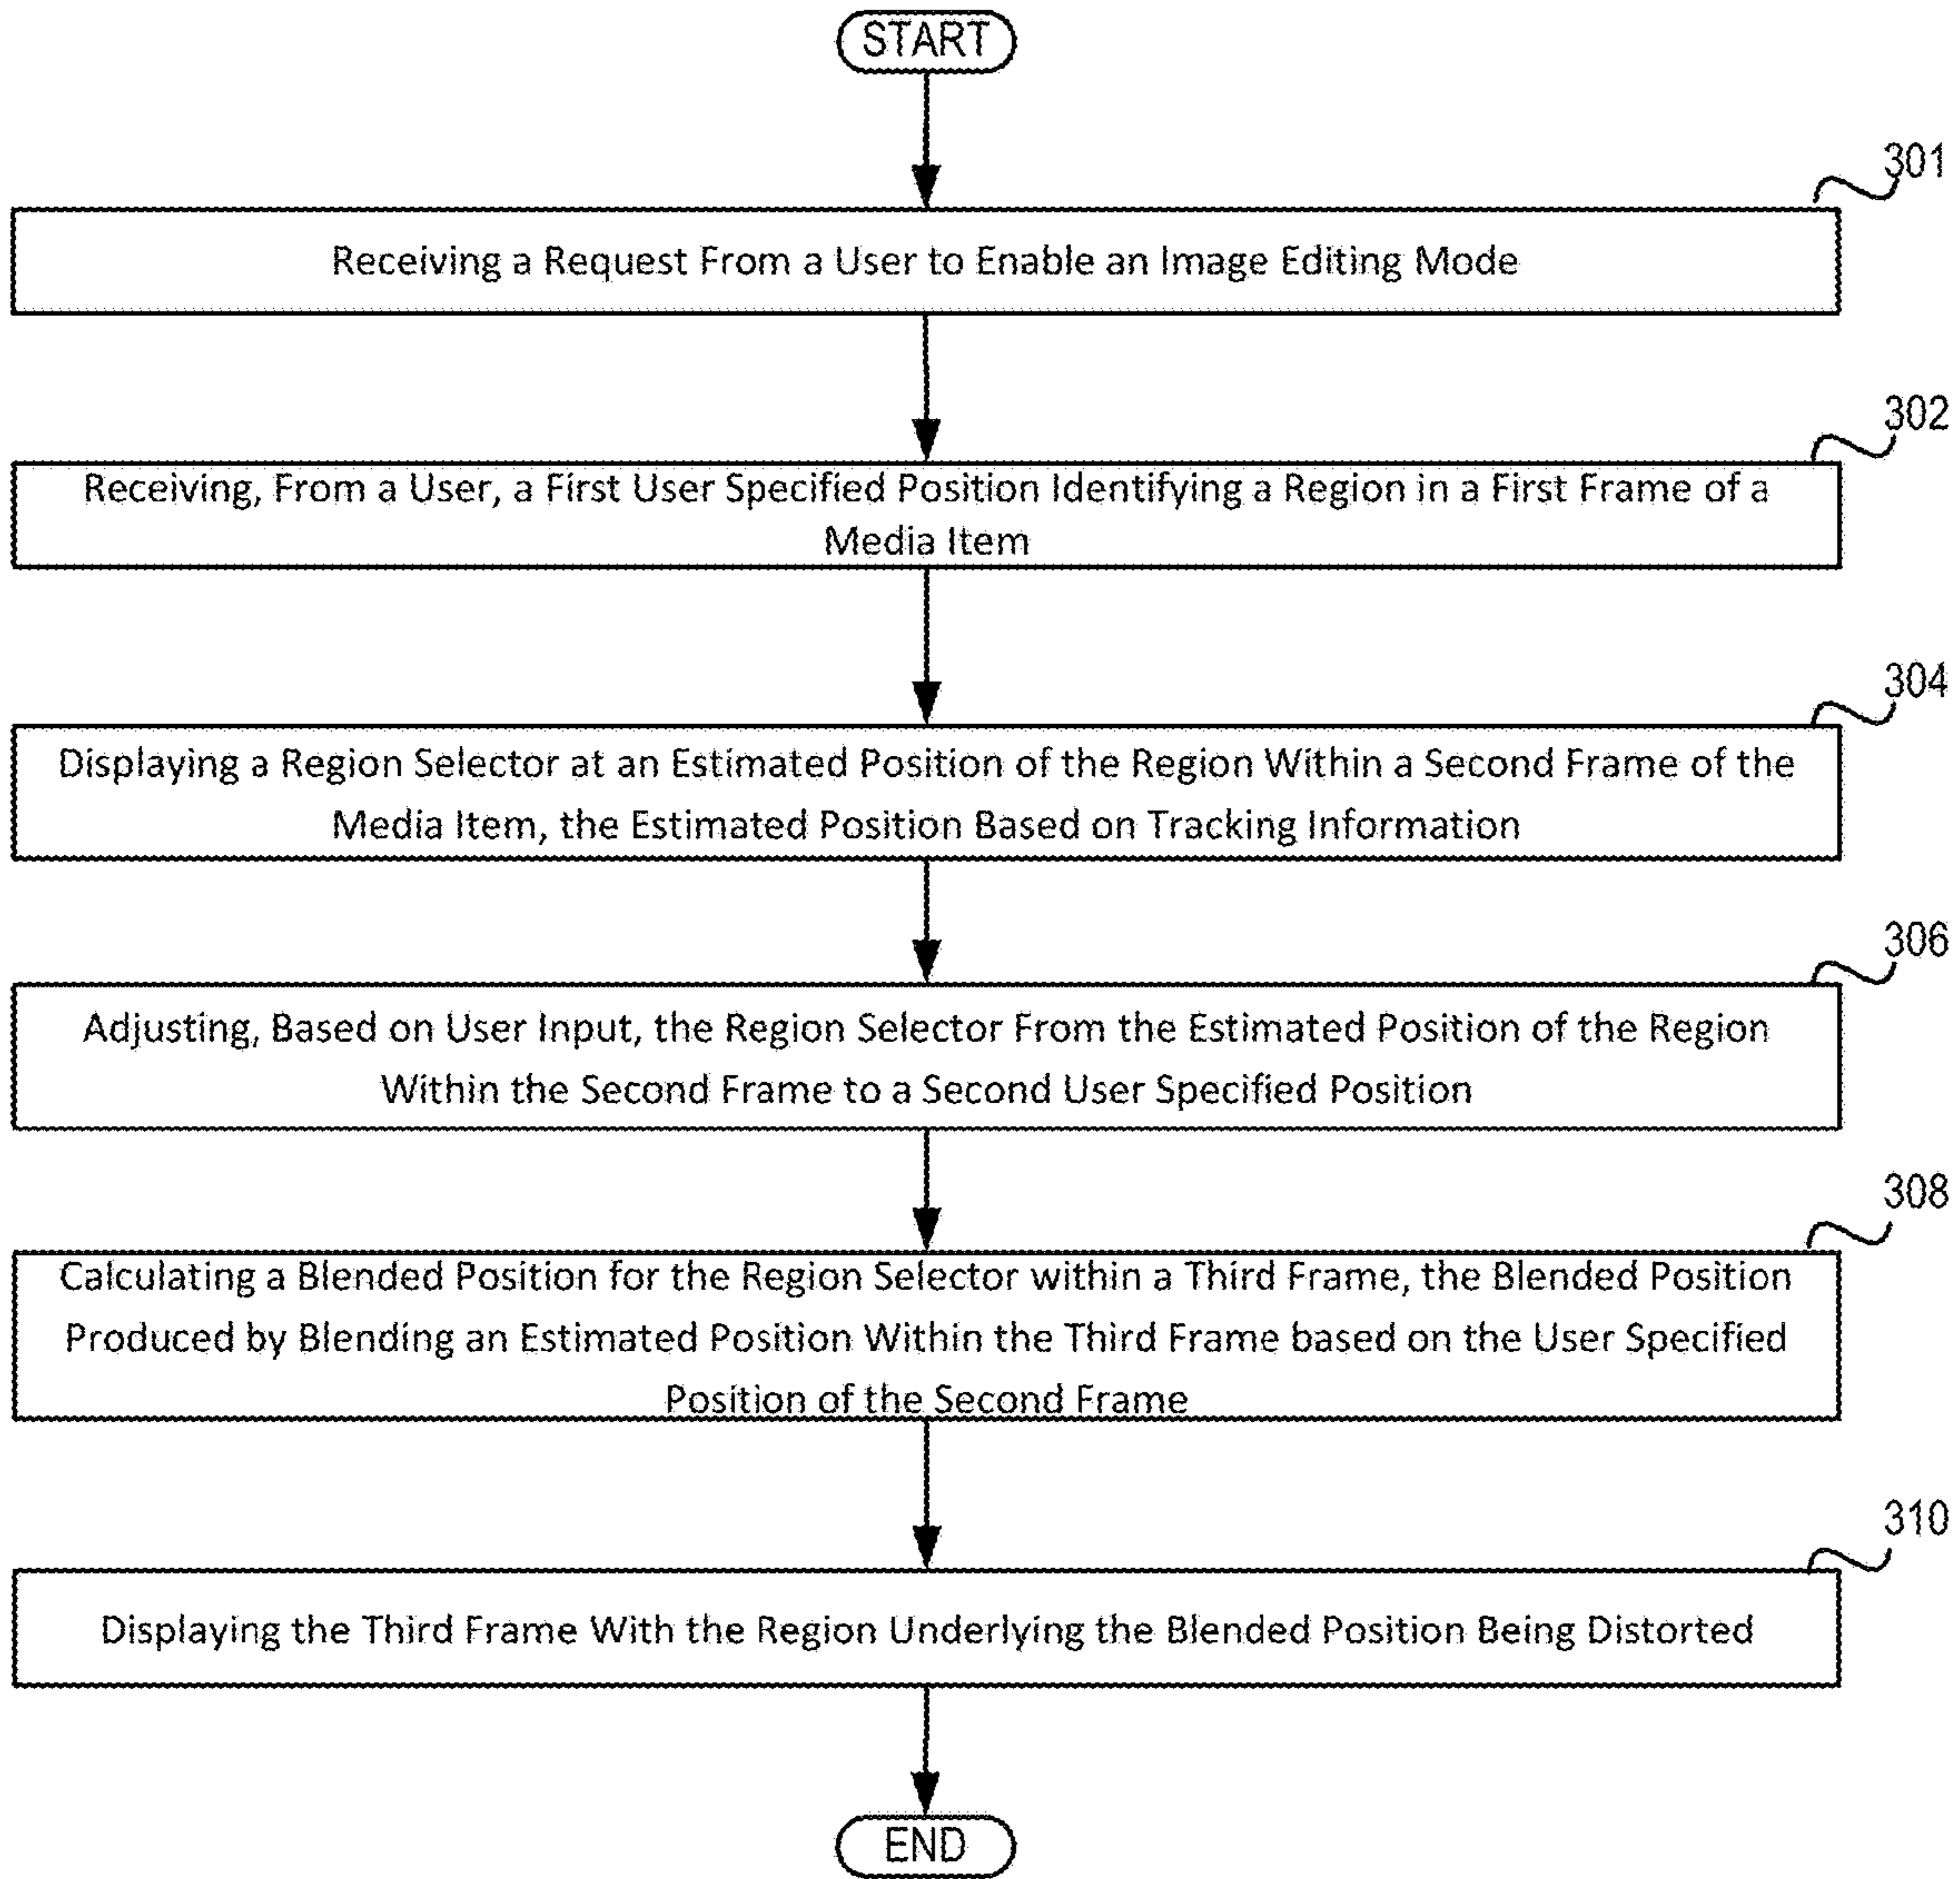 START
301
Receiving a Request From a User to Enable an Image Editing Mode
302
Receiving, From a User, a First User Specified Position Identifying a Region in a First Frame of a
Media Item
304
Displaying a Region Selector at an Estimated Position of the Region Within a Second Frame of the
Media Item, the Estimated Position Based on Tracking Information
306
Adjusting, Based on User Input, the Region Selector From the Estimated Position of the Region
Within the Second Frame to a Second User Specified Position
308
Calculating a Blended Position for the Region Selector within a Third Frame, the Blended Position
Produced by Blending an Estimated Position Within the Third Frame based on the User Specified
Position of the Second Frame
310
Displaying the Third Frame With the Region Underlying the Blended Position Being Distorted
END